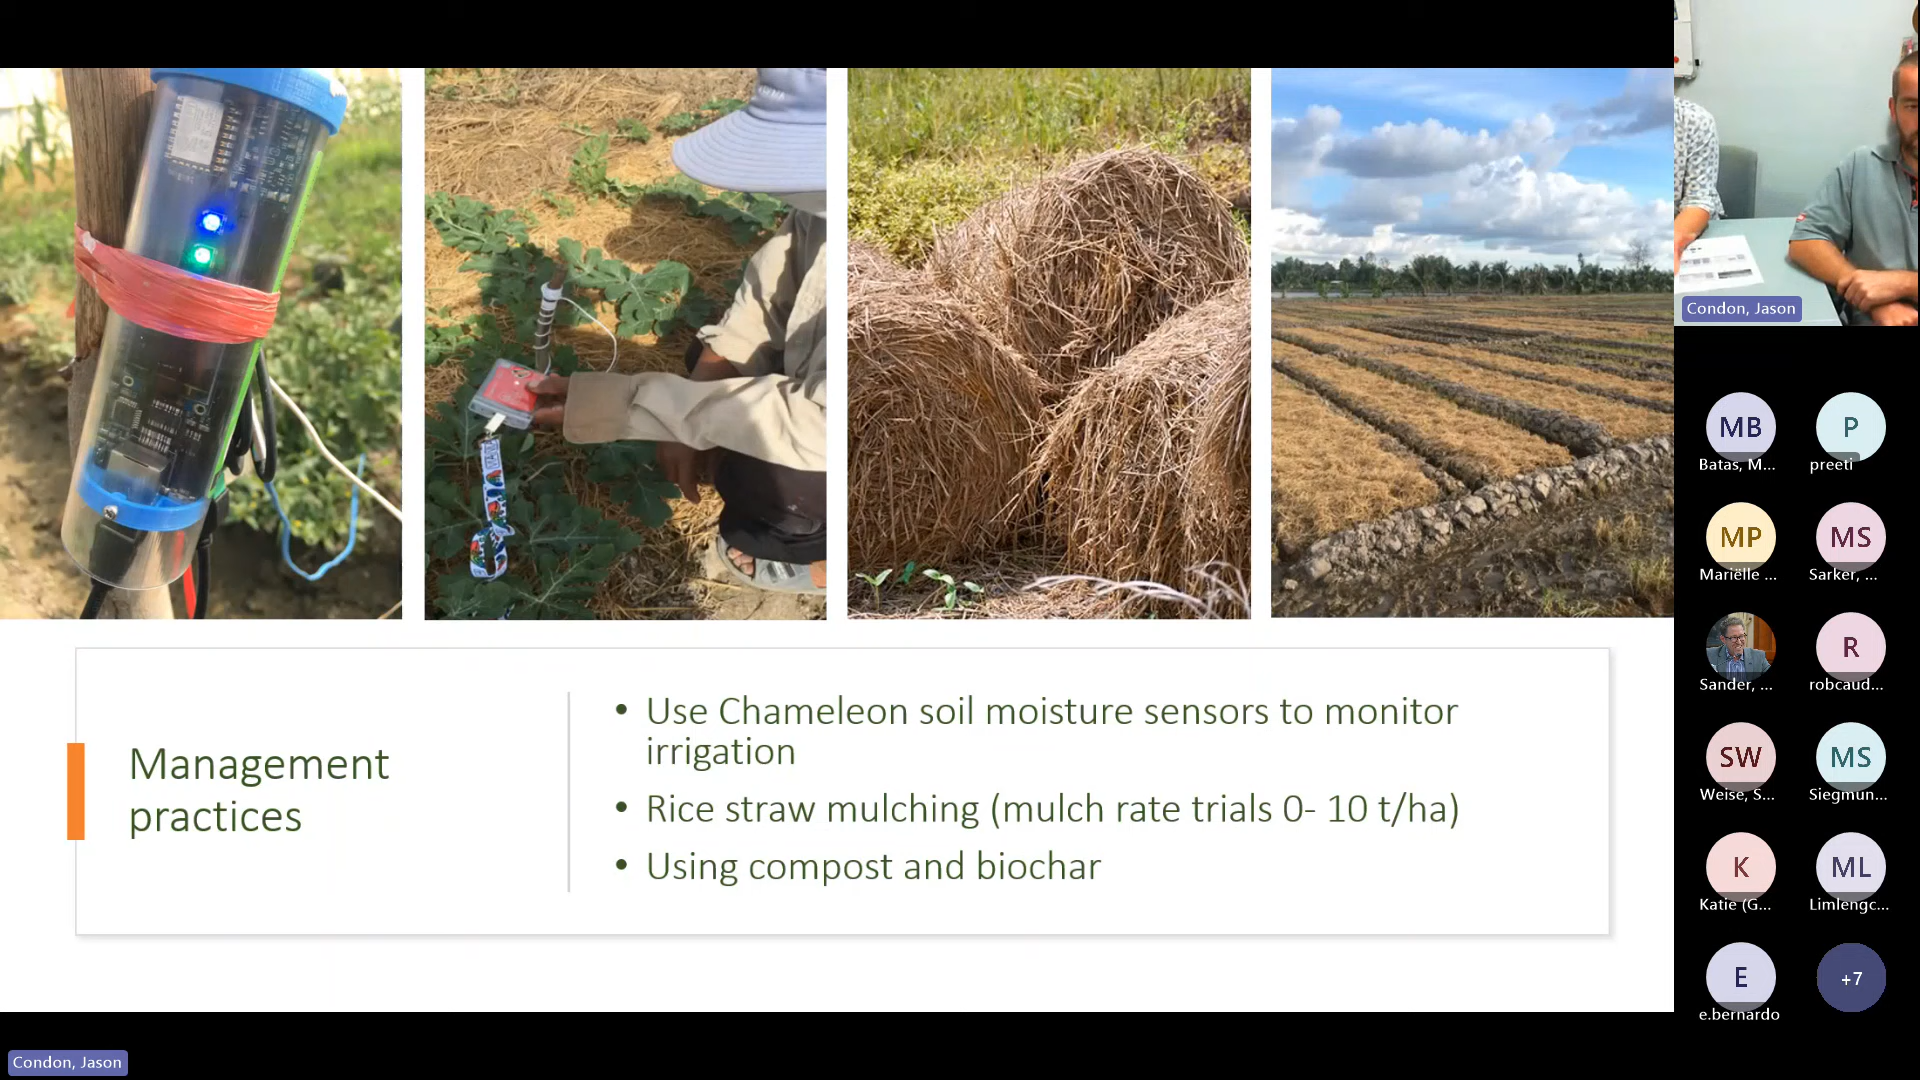 Management
practices
• Use Chameleon soil moisture sensors to monitor
irrigation
• Rice straw mulching (mulch rate trials 0- 10 t/ha)
• Using compost and biochar
Condon, Jason
MB
Batas, M...
P
preeti
MP
Mariëlle ...
MS
Sarker, ...
Sander, ...
R
robcaud...
SW
Weise, S...
MS
Siegmun...
K
Katie (G...
ML
Limlengc...
E
e.bernardo
+7
Condon, Jason